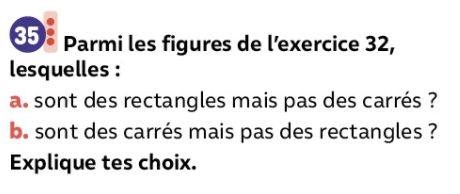 35 Parmi les figures de l'exercice 32,
lesquelles :
a. sont des rectangles mais pas des carrés ?
b. sont des carrés mais pas des rectangles ?
Explique tes choix.